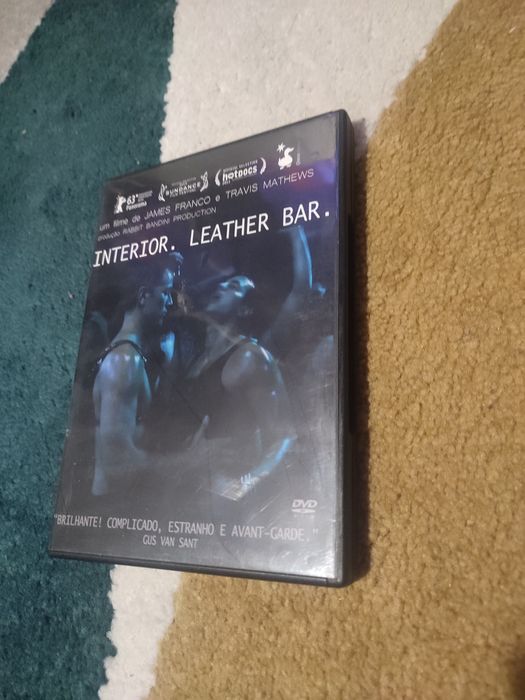 63
Panorama
SUNDANCE
HOTDOCS
um filme de JAMES FRANCO e TRAVIS MATHEWS
produção RABBIT BANDINI PRODUCTION
INTERIOR. LEATHER BAR.
DVD
"BRILHANTE! COMPLICADO, ESTRANHO E AVANT-GARDE."
GUS VAN SANT